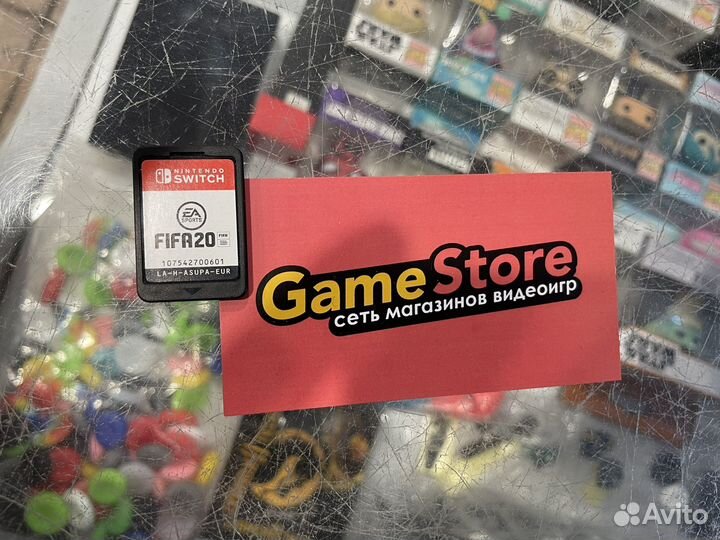 NINTENDO
SWITCH
EA
SPORTS
FIFA20
107542700601
LA-H-ASUPA-EUR
GameStore
сеть магазинов видеоигр
Avito